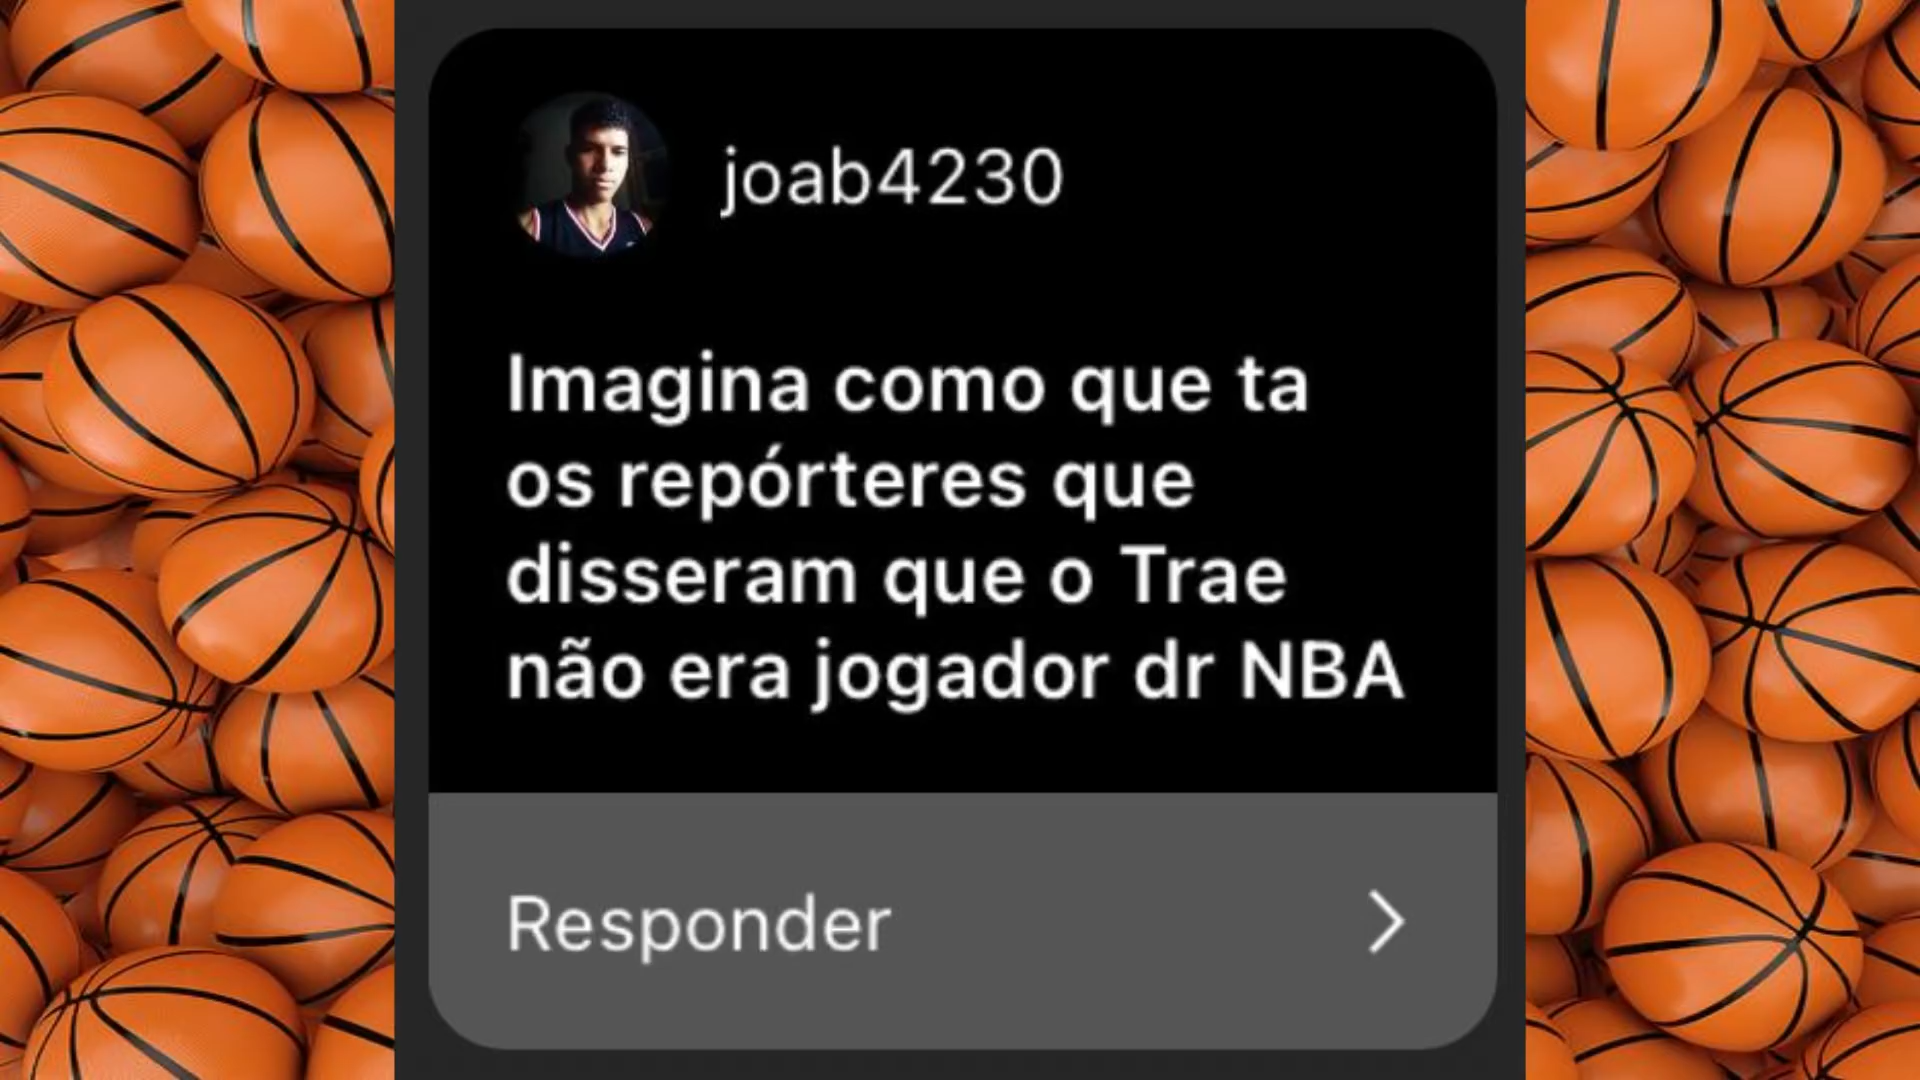 joab4230
Imagina como que ta
os repórteres que
disseram que o Trae
não era jogador dr NBA
Responder